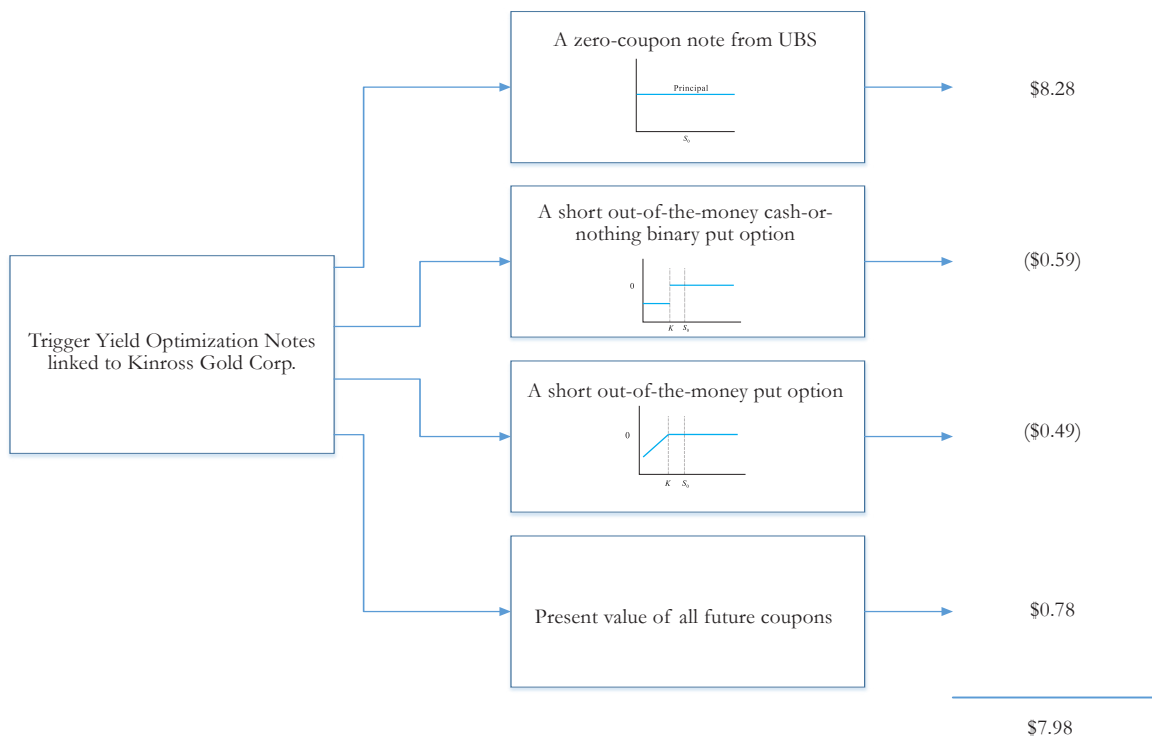 A zero-coupon note from UBS
Principal
S₀
$8.28
A short out-of-the-money cash-or-
nothing binary put option
0
K
S₀
($0.59)
Trigger Yield Optimization Notes
linked to Kinross Gold Corp.
A short out-of-the-money put option
0
K
S₀
($0.49)
Present value of all future coupons
$0.78
$7.98